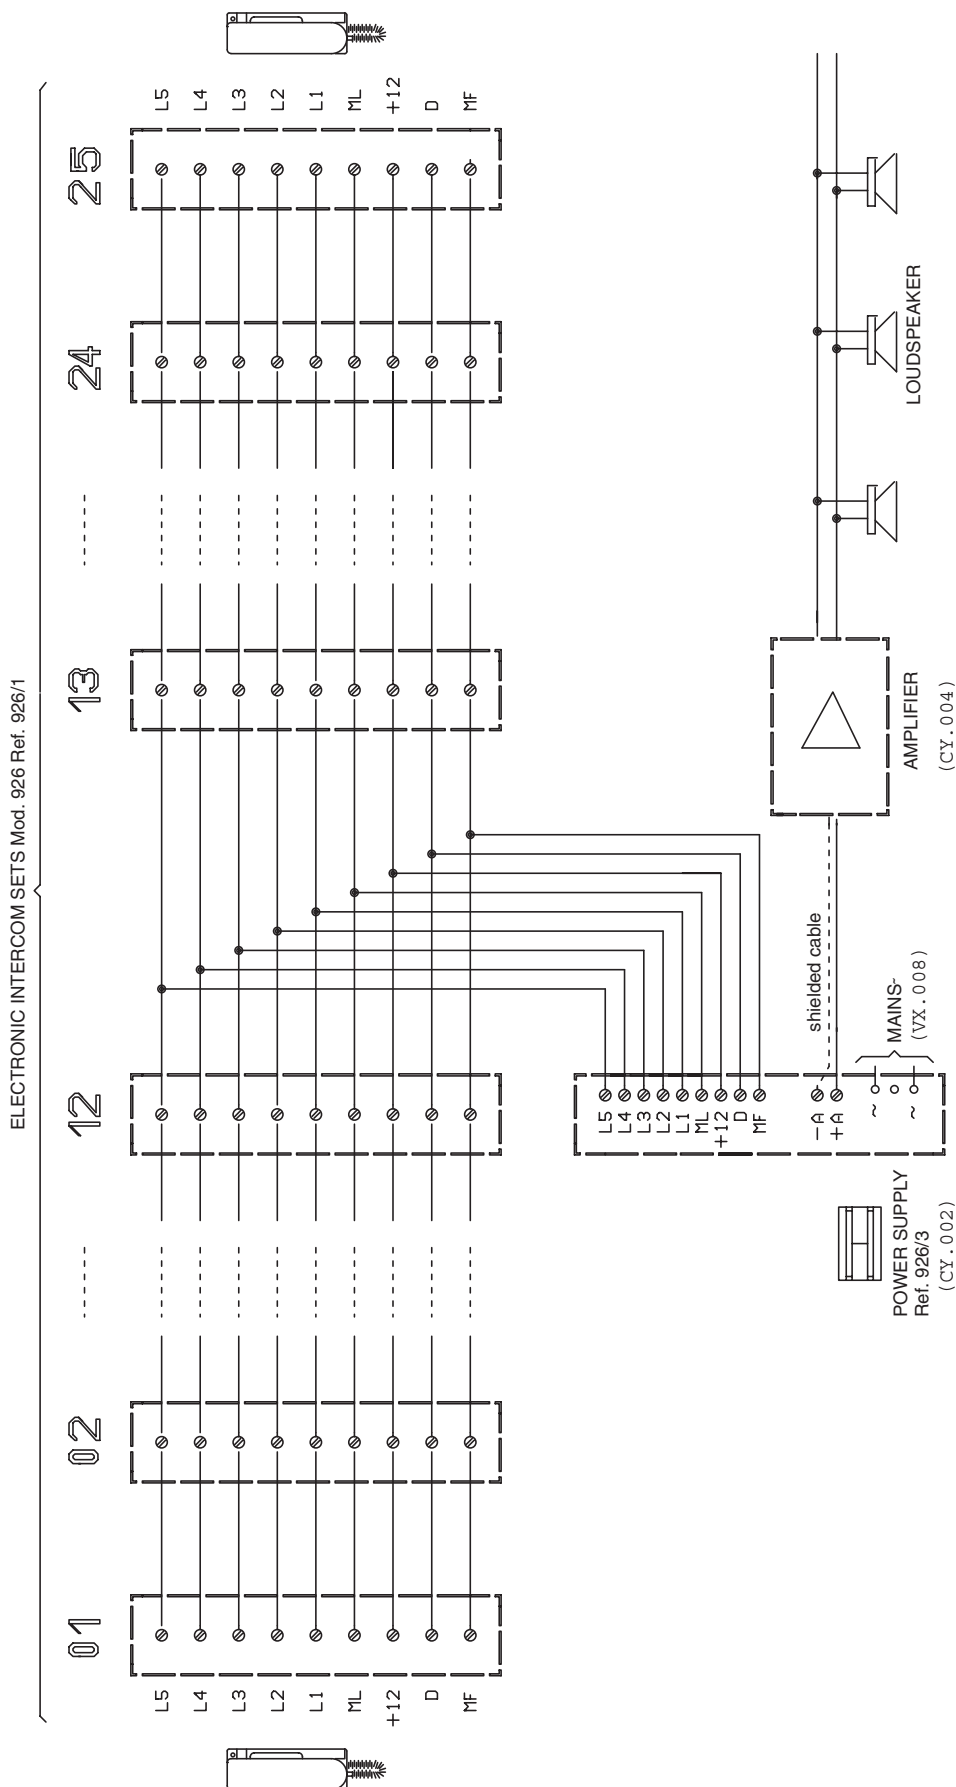 ELECTRONIC INTERCOM SETS Mod. 926 Ref. 926/1
01
02
12
13
24
25
L5
L4
L3
L2
L1
ML
+12
D
MF
L5
L4
L3
L2
L1
ML
+12
D
MF
L5
L4
L3
L2
L1
ML
+12
D
MF
-A
+A
~
~
MAINS-
(VX.008)
shielded cable
POWER SUPPLY
Ref. 926/3
(CY.002)
AMPLIFIER
(CY.004)
LOUDSPEAKER